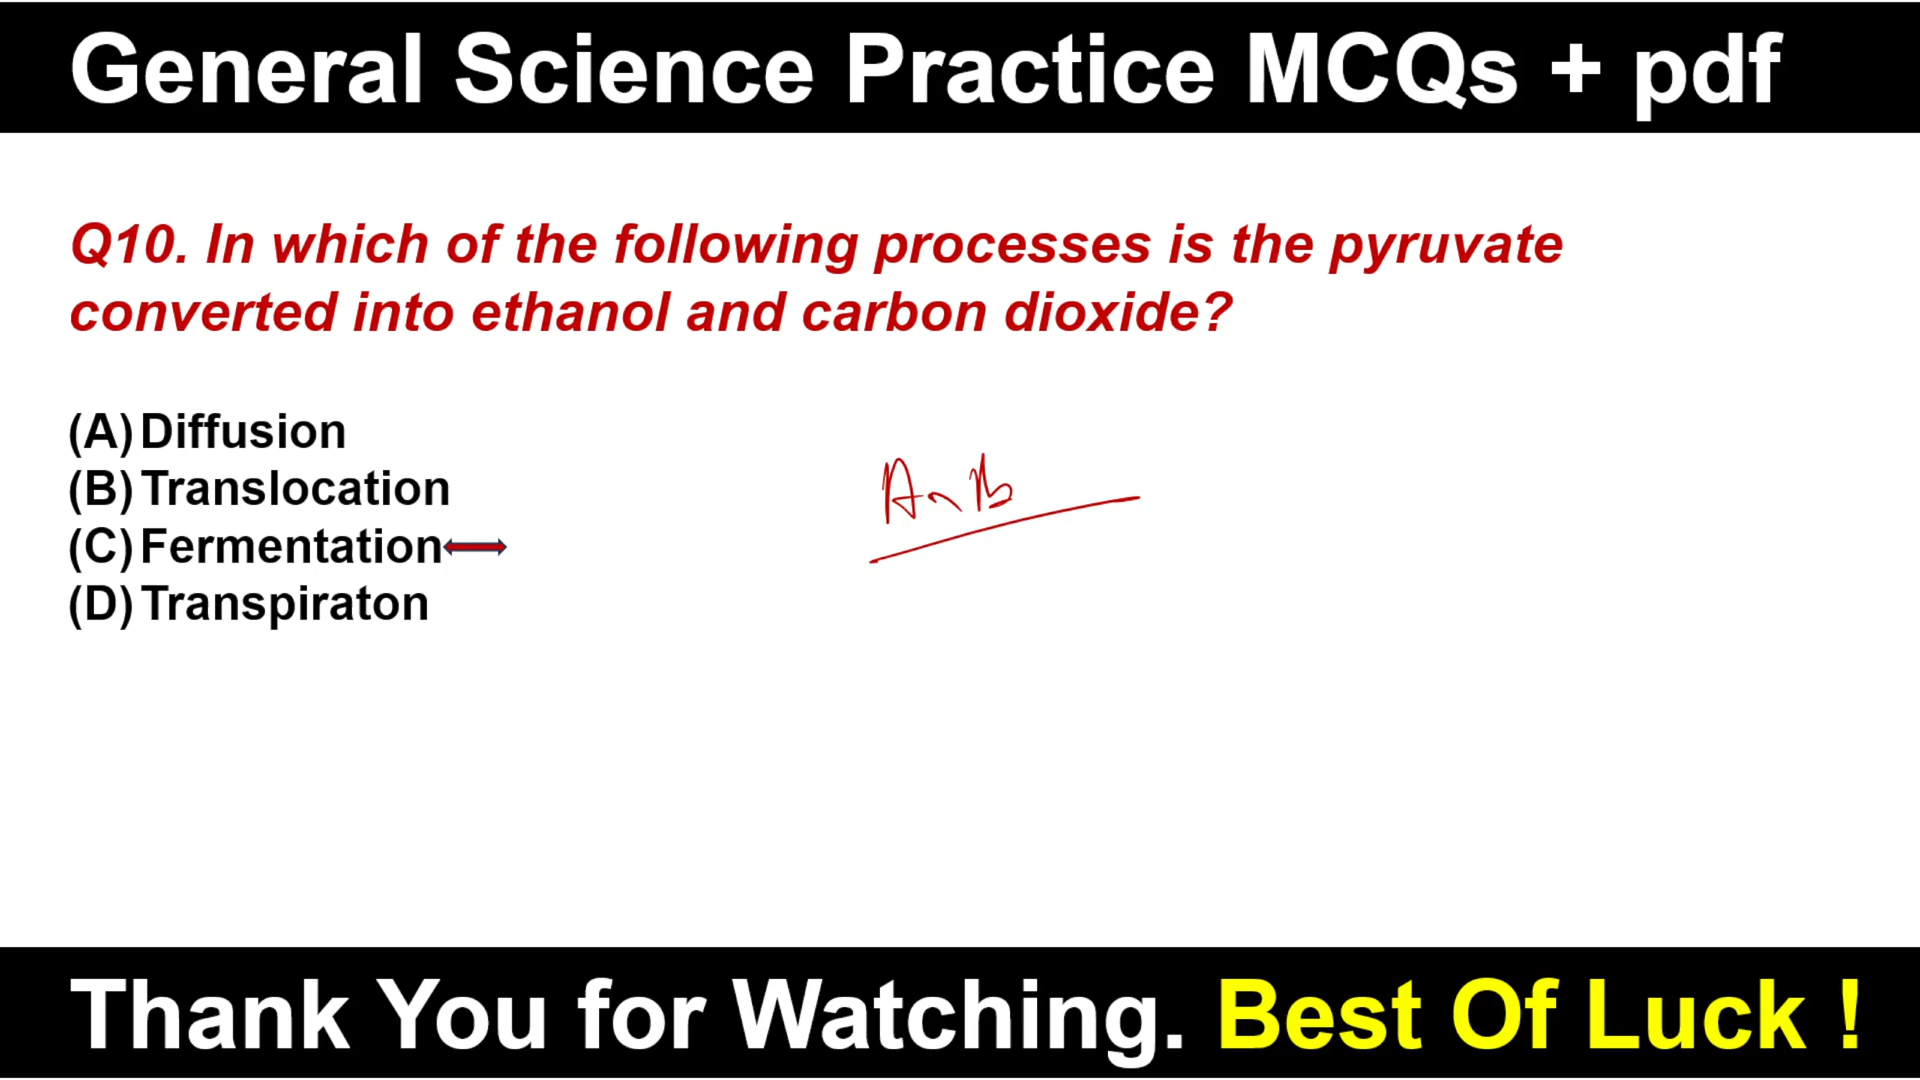 General Science Practice MCQs + pdf
Q10. In which of the following processes is the pyruvate
converted into ethanol and carbon dioxide?
(A) Diffusion
(B) Translocation
(C) Fermentation
(D) Transpiraton
Thank You for Watching. Best Of Luck !